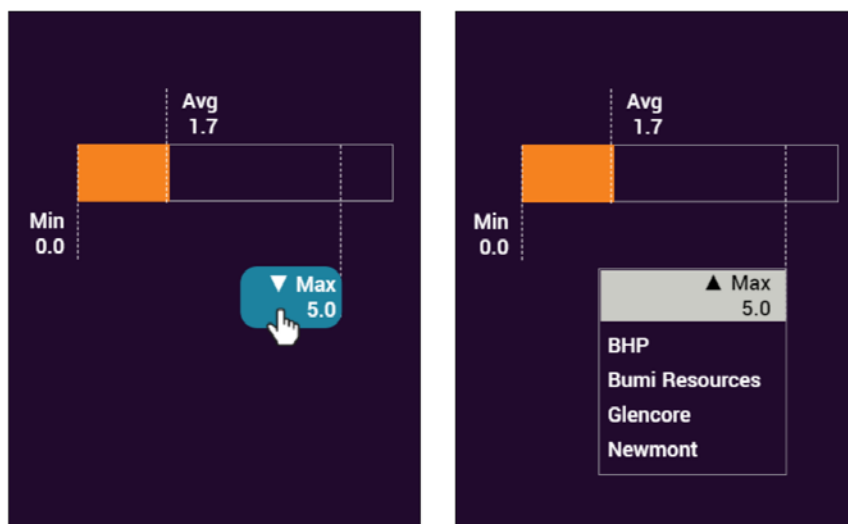 Avg
1.7
Min
0.0
▼ Max
5.0
Avg
1.7
Min
0.0
▲ Max
5.0
BHP
Bumi Resources
Glencore
Newmont